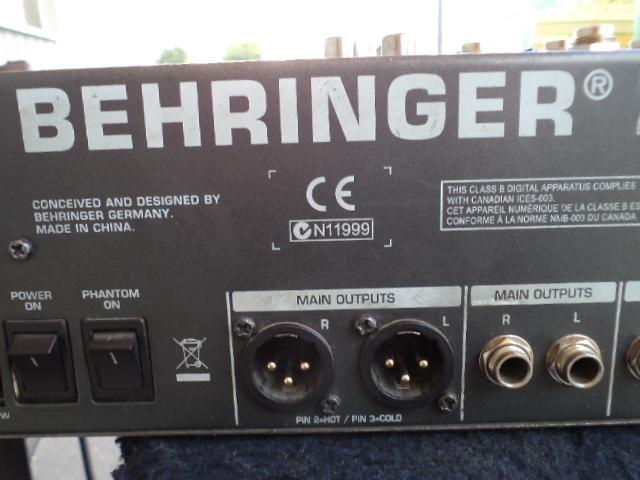 BEHRINGER®
CONCEIVED AND DESIGNED BY
BEHRINGER GERMANY.
MADE IN CHINA.
CE
N11999
THIS CLASS B DIGITAL APPARATUS COMPLIES
WITH CANADIAN ICES-003.
CET APPAREIL NUMÉRIQUE DE LA CLASSE B ES
CONFORME À LA NORME NMB-003 DU CANADA
POWER
ON
PHANTOM
ON
MAIN OUTPUTS
R
L
PIN 2=HOT / PIN 3=COLD
MAIN OUTPUTS
R
L